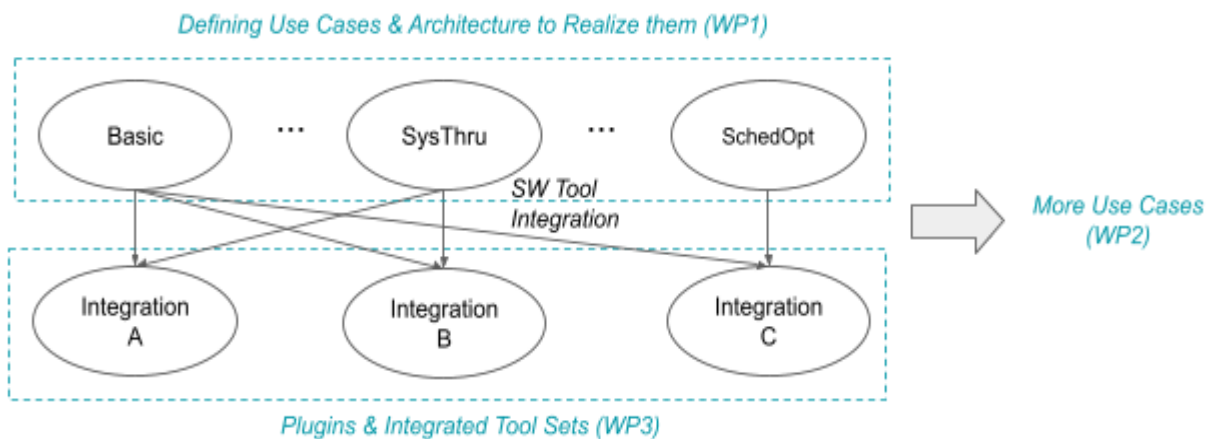 Defining Use Cases & Architecture to Realize them (WP1)
Basic ... SysThru ... SchedOpt
SW Tool
Integration
More Use Cases
(WP2)
Integration
A
Integration
B
Integration
C
Plugins & Integrated Tool Sets (WP3)